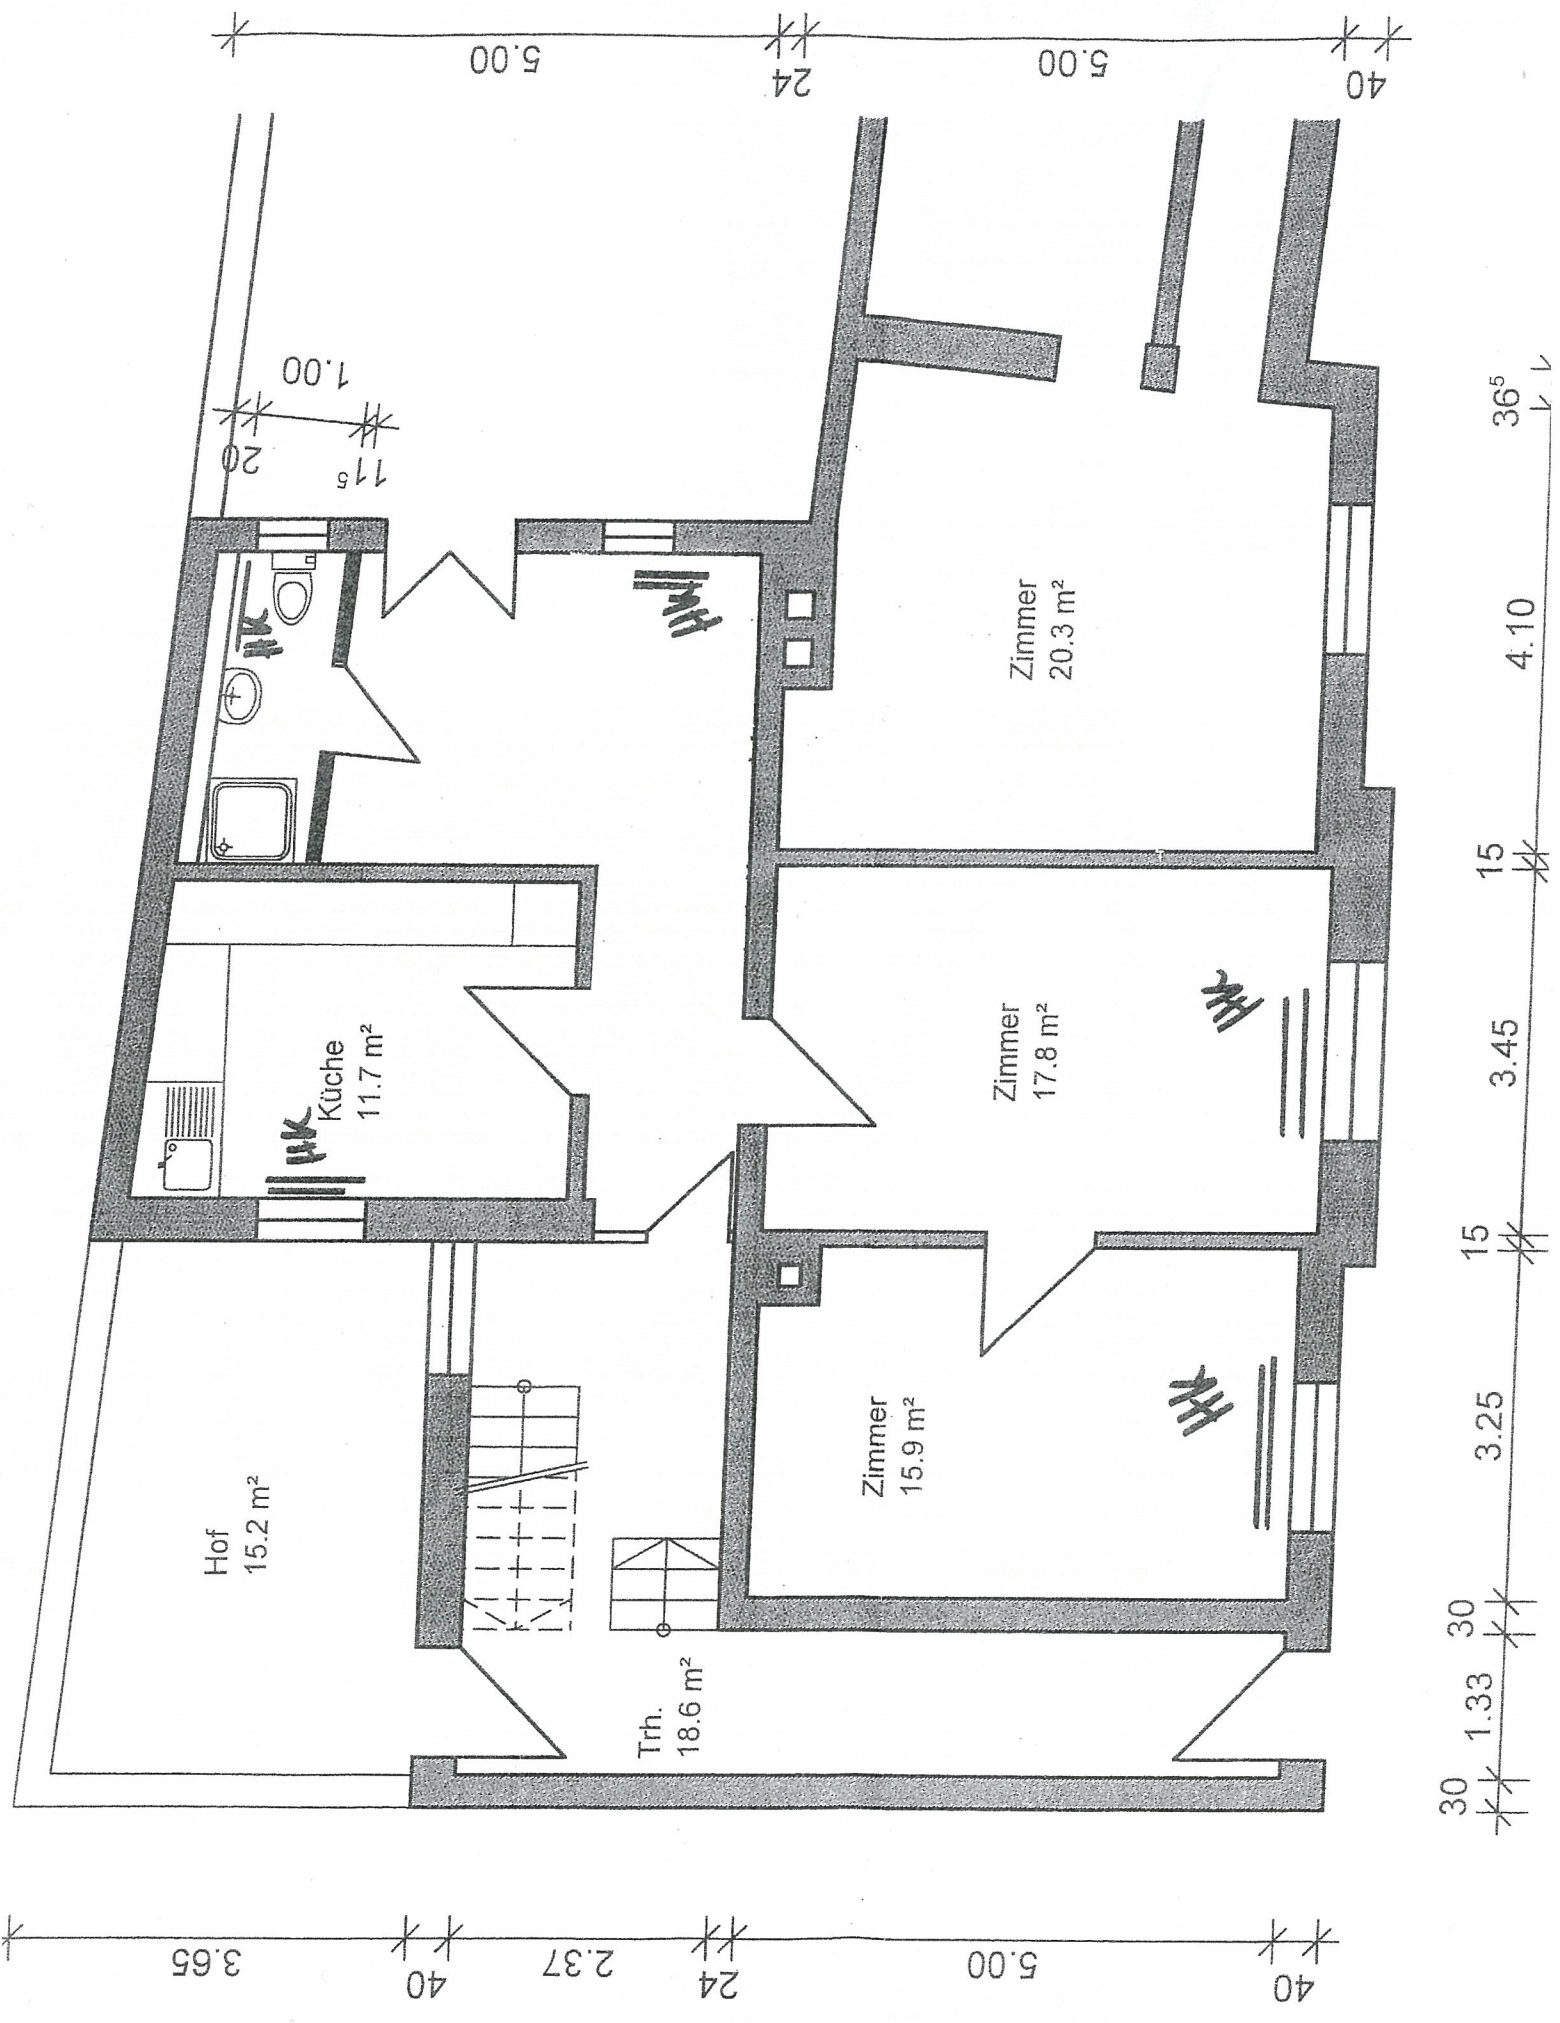 5.00
24
5.00
40
1.00
20
11⁵
36⁵
HK
HK
Zimmer
20.3 m²
4.10
15
HK
Küche
11.7 m²
HK
Zimmer
17.8 m²
3.45
15
HK
Zimmer
15.9 m²
3.25
Hof
15.2 m²
30
Trh.
18.6 m²
1.33
30
3.65
40
2.37
24
5.00
40